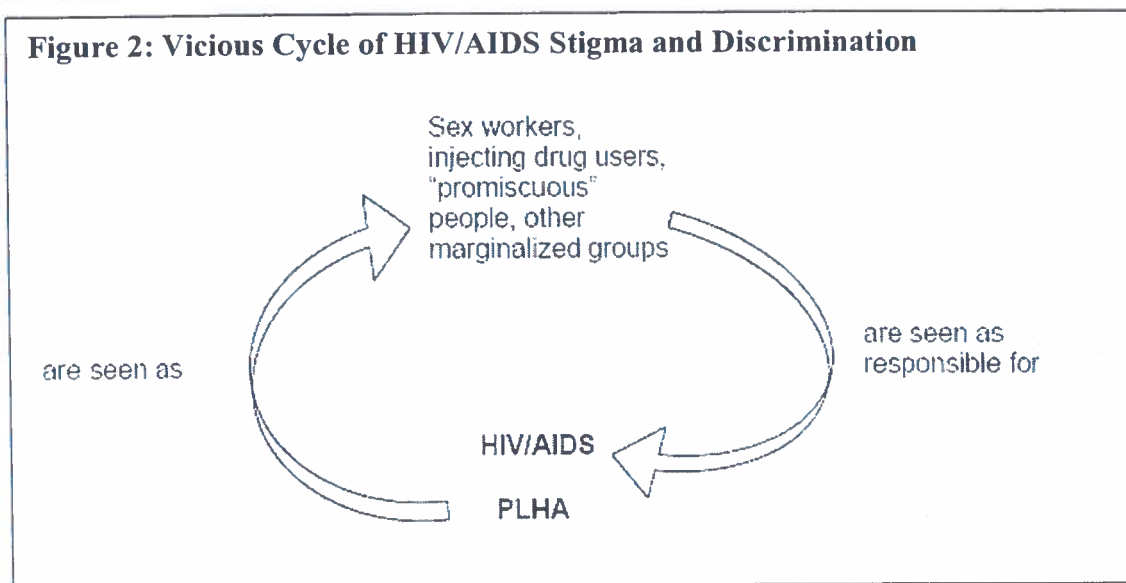 Figure 2: Vicious Cycle of HIV/AIDS Stigma and Discrimination
Sex workers,
injecting drug users,
"promiscuous"
people, other
marginalized groups
are seen as
responsible for
are seen as
HIV/AIDS
PLHA